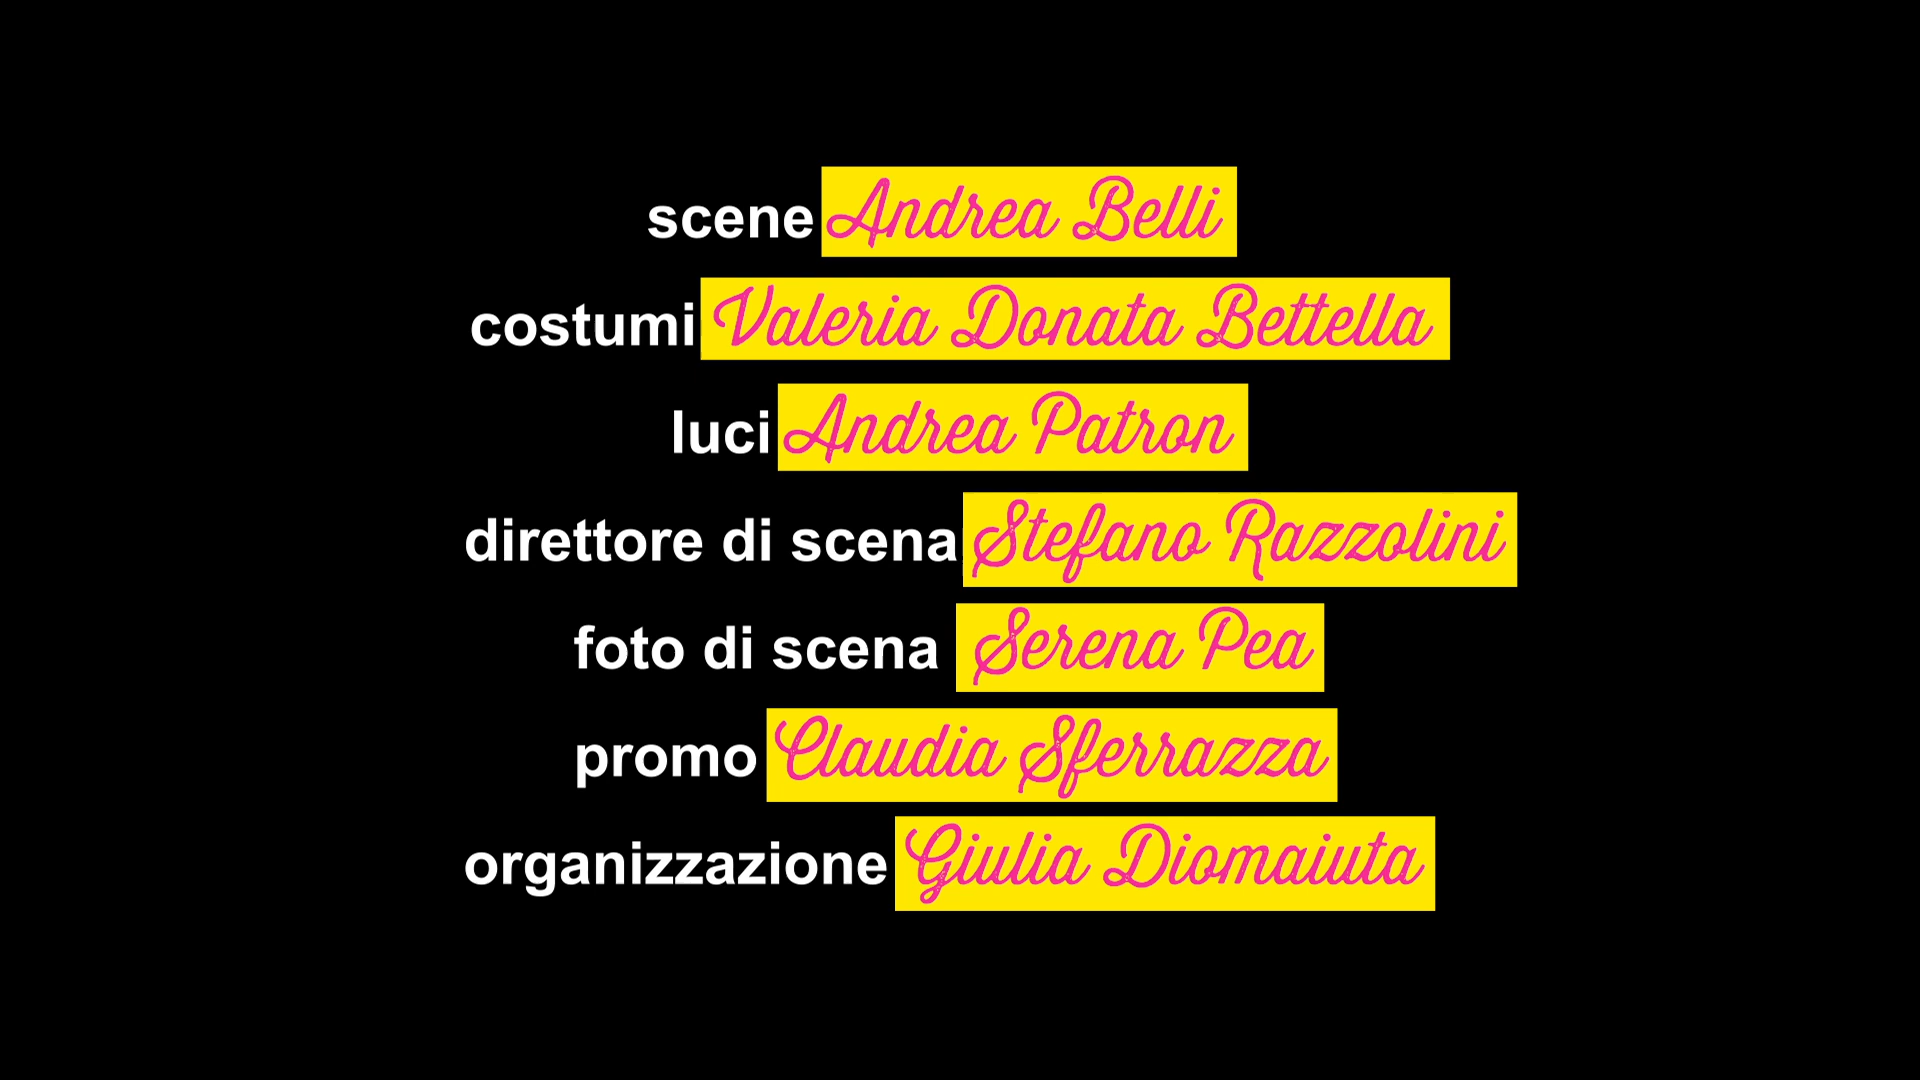 scene Andrea Belli
costumi Valeria Donata Bettella
luci Andrea Patron
direttore di scena Stefano Razzolini
foto di scena Serena Pea
promo Claudia Sferrazza
organizzazione Giulia Diomaiuta